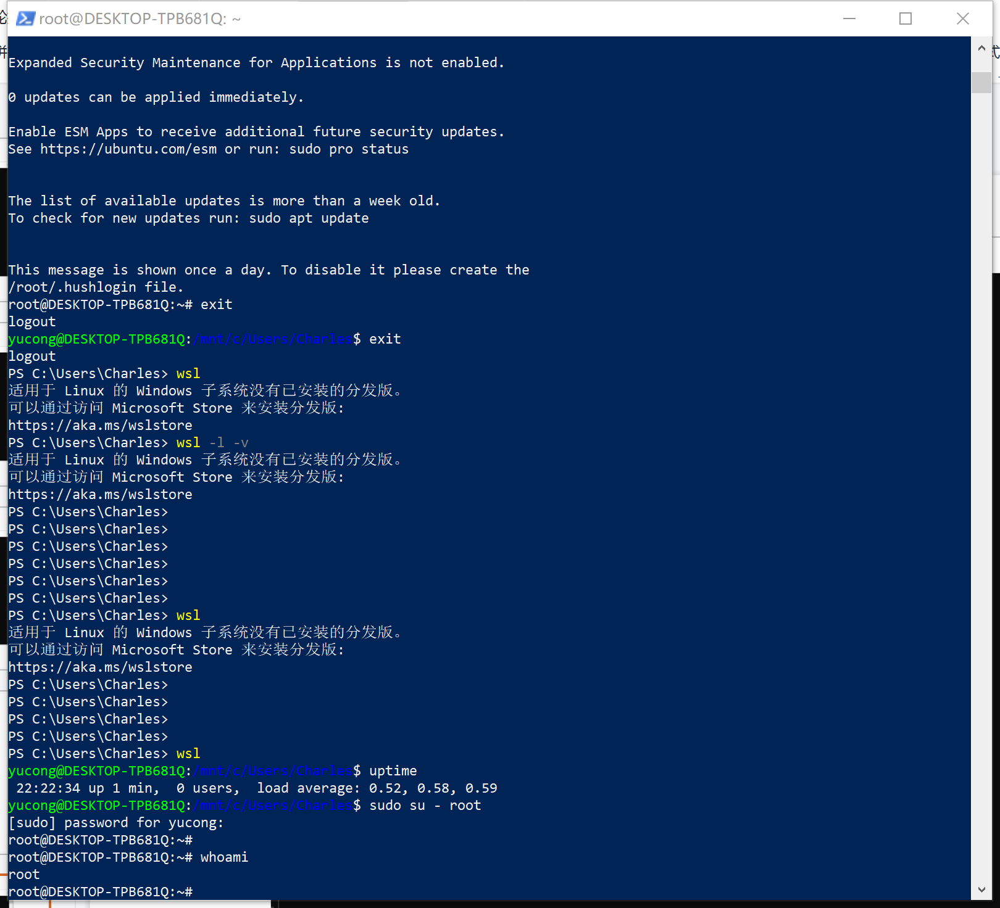 root@DESKTOP-TPB681Q: ~
Expanded Security Maintenance for Applications is not enabled.
0 updates can be applied immediately.
Enable ESM Apps to receive additional future security updates.
See https://ubuntu.com/esm or run: sudo pro status
The list of available updates is more than a week old.
To check for new updates run: sudo apt update
This message is shown once a day. To disable it please create the
/root/.hushlogin file.
root@DESKTOP-TPB681Q:~# exit
logout
yucong@DESKTOP-TPB681Q:/mnt/c/Users/Charles$ exit
logout
PS C:\Users\Charles> wsl
适用于 Linux 的 Windows 子系统没有已安装的分发版。
可以通过访问 Microsoft Store 来安装分发版:
https://aka.ms/wslstore
PS C:\Users\Charles> wsl -l -v
适用于 Linux 的 Windows 子系统没有已安装的分发版。
可以通过访问 Microsoft Store 来安装分发版:
https://aka.ms/wslstore
PS C:\Users\Charles>
PS C:\Users\Charles>
PS C:\Users\Charles>
PS C:\Users\Charles>
PS C:\Users\Charles>
PS C:\Users\Charles>
PS C:\Users\Charles> wsl
适用于 Linux 的 Windows 子系统没有已安装的分发版。
可以通过访问 Microsoft Store 来安装分发版:
https://aka.ms/wslstore
PS C:\Users\Charles>
PS C:\Users\Charles>
PS C:\Users\Charles>
PS C:\Users\Charles>
PS C:\Users\Charles> wsl
yucong@DESKTOP-TPB681Q:/mnt/c/Users/Charles$ uptime
22:22:34 up 1 min,  0 users,  load average: 0.52, 0.58, 0.59
yucong@DESKTOP-TPB681Q:/mnt/c/Users/Charles$ sudo su - root
[sudo] password for yucong:
root@DESKTOP-TPB681Q:~#
root@DESKTOP-TPB681Q:~# whoami
root
root@DESKTOP-TPB681Q:~#